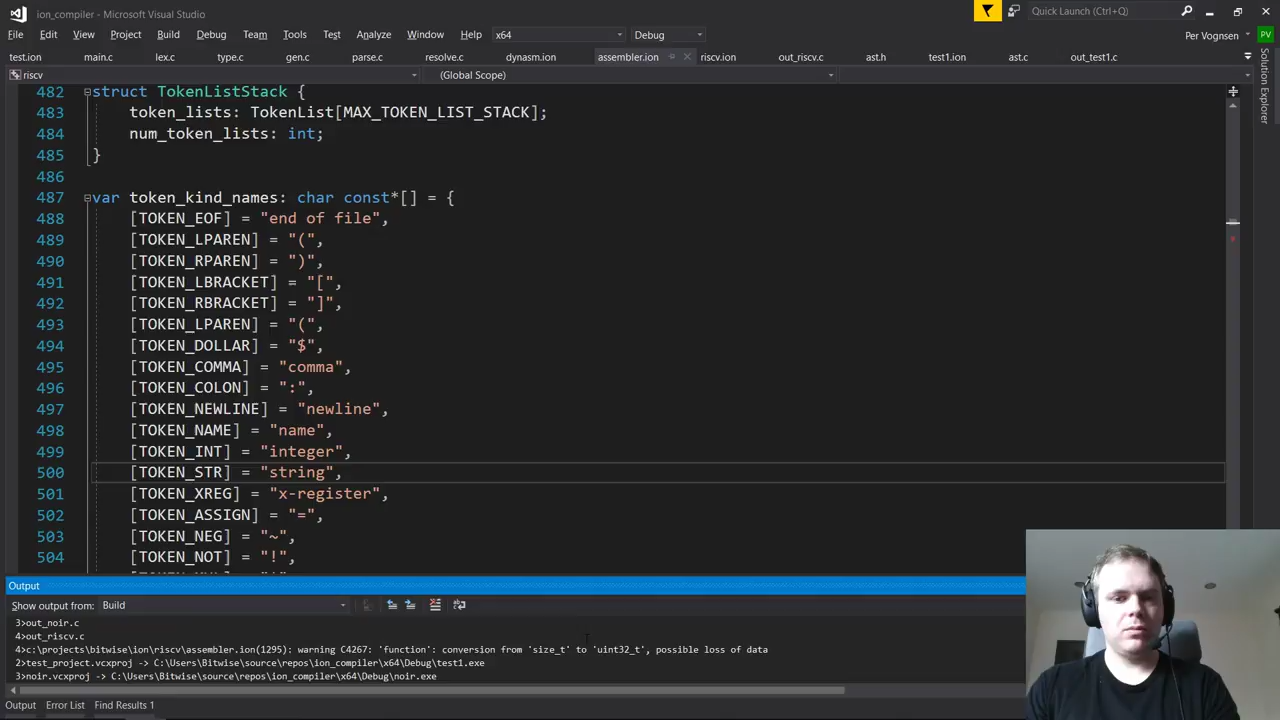 ion_compiler - Microsoft Visual Studio
Quick Launch (Ctrl+Q)
File Edit View Project Build Debug Team Tools Test Analyze Window Help x64 Debug
Per Vognsen PV
test.ion main.c lex.c type.c gen.c parse.c resolve.c dynasm.ion assembler.ion riscv.ion out_riscv.c ast.h test1.ion ast.c out_test1.c
riscv (Global Scope)
Solution Explorer
482 struct TokenListStack {
483 token_lists: TokenList[MAX_TOKEN_LIST_STACK];
484 num_token_lists: int;
485 }
486
487 var token_kind_names: char const*[] = {
488 [TOKEN_EOF] = "end of file",
489 [TOKEN_LPAREN] = "(",
490 [TOKEN_RPAREN] = ")",
491 [TOKEN_LBRACKET] = "[",
492 [TOKEN_RBRACKET] = "]",
493 [TOKEN_LPAREN] = "(",
494 [TOKEN_DOLLAR] = "$",
495 [TOKEN_COMMA] = "comma",
496 [TOKEN_COLON] = ":",
497 [TOKEN_NEWLINE] = "newline",
498 [TOKEN_NAME] = "name",
499 [TOKEN_INT] = "integer",
500 [TOKEN_STR] = "string",
501 [TOKEN_XREG] = "x-register",
502 [TOKEN_ASSIGN] = "=",
503 [TOKEN_NEG] = "~",
504 [TOKEN_NOT] = "!",
Output
Show output from: Build
3>out_noir.c
4>out_riscv.c
4>c:\projects\bitwise\ion\riscv\assembler.ion(1295): warning C4267: 'function': conversion from 'size_t' to 'uint32_t', possible loss of data
2>test_project.vcxproj -> C:\Users\Bitwise\source\repos\ion_compiler\x64\Debug\test1.exe
3>noir.vcxproj -> C:\Users\Bitwise\source\repos\ion_compiler\x64\Debug\noir.exe
Output Error List Find Results 1